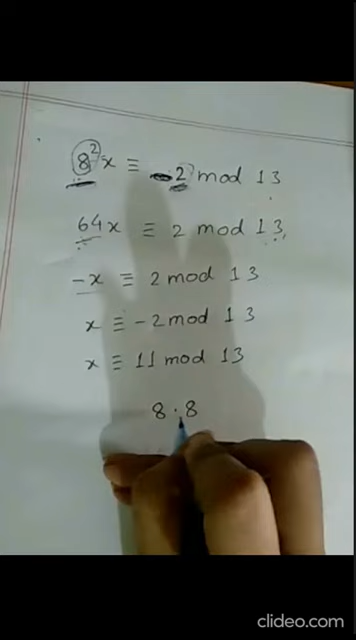 8² x ≡ 2 mod 13
64x ≡ 2 mod 13
-x ≡ 2 mod 13
x ≡ -2 mod 13
x ≡ 11 mod 13
8 · 8
clideo.com